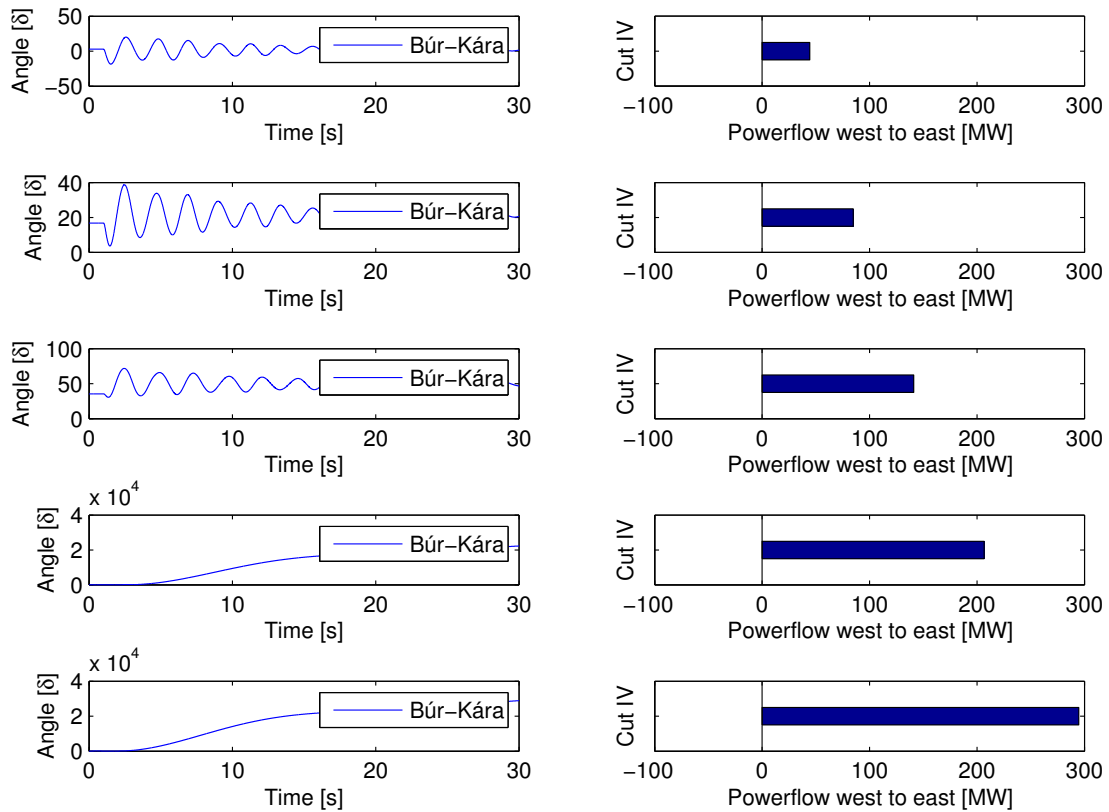 50
0
−50
Angle [δ]
Búr−Kára
0 10 20 30
Time [s]
Cut IV
−100 0 100 200 300
Powerflow west to east [MW]
40
20
0
Angle [δ]
Búr−Kára
0 10 20 30
Time [s]
Cut IV
−100 0 100 200 300
Powerflow west to east [MW]
100
50
0
Angle [δ]
Búr−Kára
0 10 20 30
Time [s]
Cut IV
−100 0 100 200 300
Powerflow west to east [MW]
x 10⁴
4
2
0
Angle [δ]
Búr−Kára
0 10 20 30
Time [s]
Cut IV
−100 0 100 200 300
Powerflow west to east [MW]
x 10⁴
4
2
0
Angle [δ]
Búr−Kára
0 10 20 30
Time [s]
Cut IV
−100 0 100 200 300
Powerflow west to east [MW]